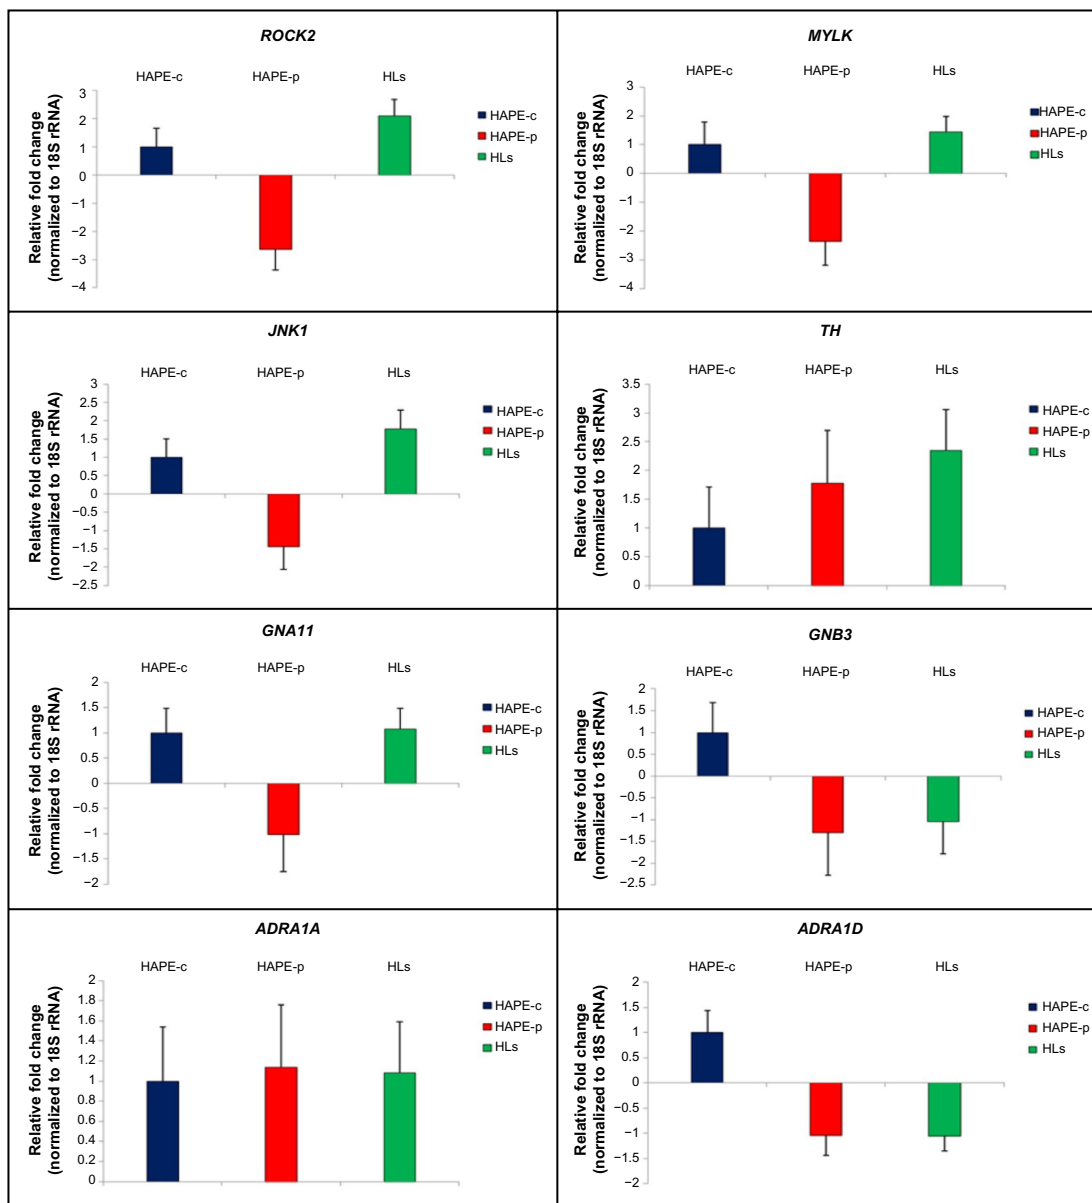 ROCK2
HAPE-c HAPE-p HLs
Relative fold change
(normalized to 18S rRNA)
3
2
1
0
−1
−2
−3
−4
HAPE-c
HAPE-p
HLs
MYLK
HAPE-c HAPE-p HLs
Relative fold change
(normalized to 18S rRNA)
3
2
1
0
−1
−2
−3
−4
HAPE-c
HAPE-p
HLs
JNK1
HAPE-c HAPE-p HLs
Relative fold change
(normalized to 18S rRNA)
3
2.5
2
1.5
1
0.5
0
−0.5
−1
−1.5
−2
−2.5
HAPE-c
HAPE-p
HLs
TH
HAPE-c HAPE-p HLs
Relative fold change
(normalized to 18S rRNA)
3.5
3
2.5
2
1.5
1
0.5
0
HAPE-c
HAPE-p
HLs
GNA11
HAPE-c HAPE-p HLs
Relative fold change
(normalized to 18S rRNA)
2
1.5
1
0.5
0
−0.5
−1
−1.5
−2
HAPE-c
HAPE-p
HLs
GNB3
HAPE-c HAPE-p HLs
Relative fold change
(normalized to 18S rRNA)
2
1.5
1
0.5
0
−0.5
−1
−1.5
−2
−2.5
HAPE-c
HAPE-p
HLs
ADRA1A
HAPE-c HAPE-p HLs
Relative fold change
(normalized to 18S rRNA)
2
1.8
1.6
1.4
1.2
1
0.8
0.6
0.4
0.2
0
HAPE-c
HAPE-p
HLs
ADRA1D
HAPE-c HAPE-p HLs
Relative fold change
(normalized to 18S rRNA)
2
1.5
1
0.5
0
−0.5
−1
−1.5
−2
HAPE-c
HAPE-p
HLs